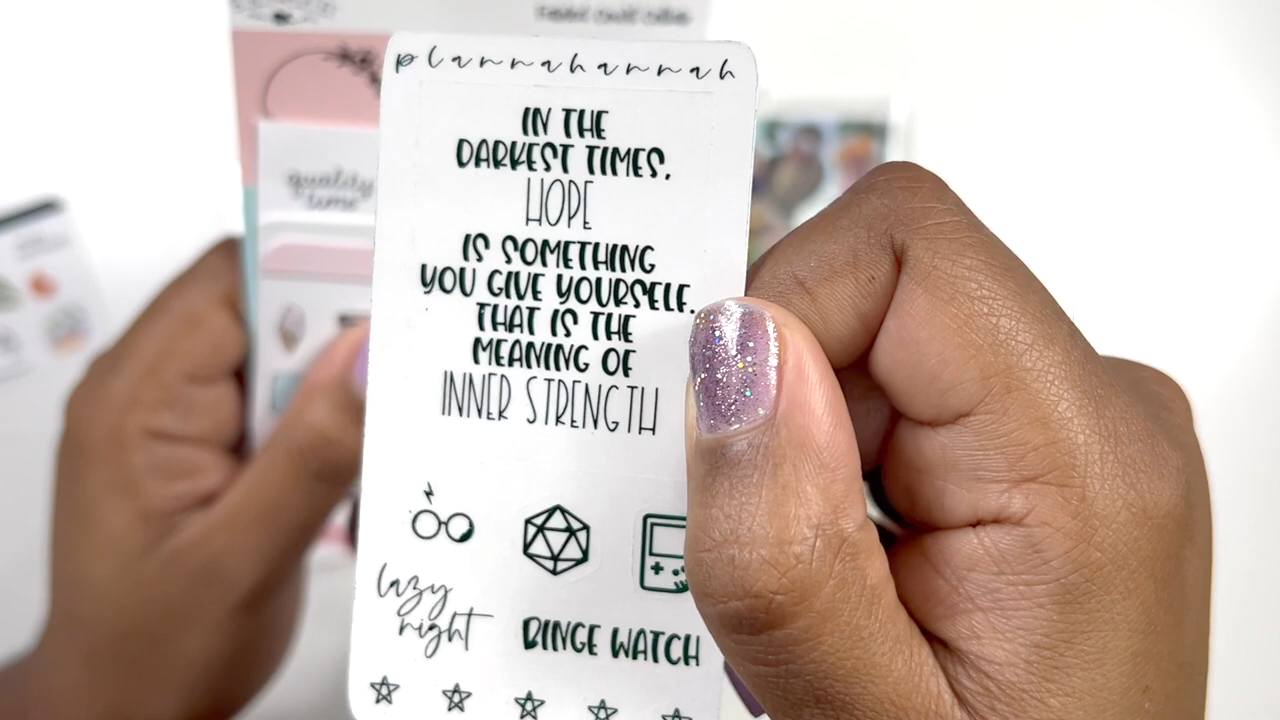 plannahannah
IN THE
DARKEST TIMES,
HOPE
IS SOMETHING
YOU GIVE YOURSELF.
THAT IS THE
MEANING OF
INNER STRENGTH
quality
time
lazy
night
BINGE WATCH